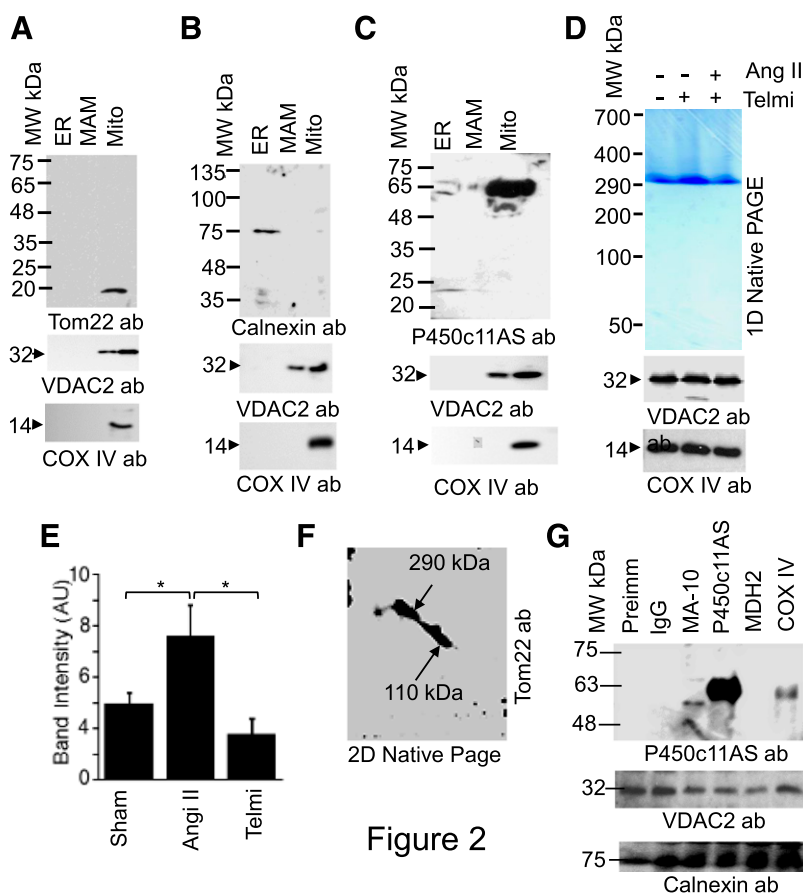 A
MW kDa
ER
MAM
Mito
75
65
48
35
25
20
Tom22 ab
32
VDAC2 ab
14
COX IV ab
B
MW kDa
ER
MAM
Mito
135
100
75
48
35
Calnexin ab
32
VDAC2 ab
14
COX IV ab
C
MW kDa
ER
MAM
Mito
75
65
48
35
25
20
P450c11AS ab
32
VDAC2 ab
14
COX IV ab
D
MW kDa
- - + Ang II
- + + Telmi
700
400
290
200
100
50
1D Native PAGE
32
VDAC2 ab
ab
14
COX IV ab
E
Band Intensity (AU)
10
8
6
4
2
0
* *
Sham
Angi II
Telmi
F
290 kDa
110 kDa
Tom22 ab
2D Native Page
Figure 2
G
MW kDa
Preimm
IgG
MA-10
P450c11AS
MDH2
COX IV
75
63
48
P450c11AS ab
32
VDAC2 ab
75
Calnexin ab